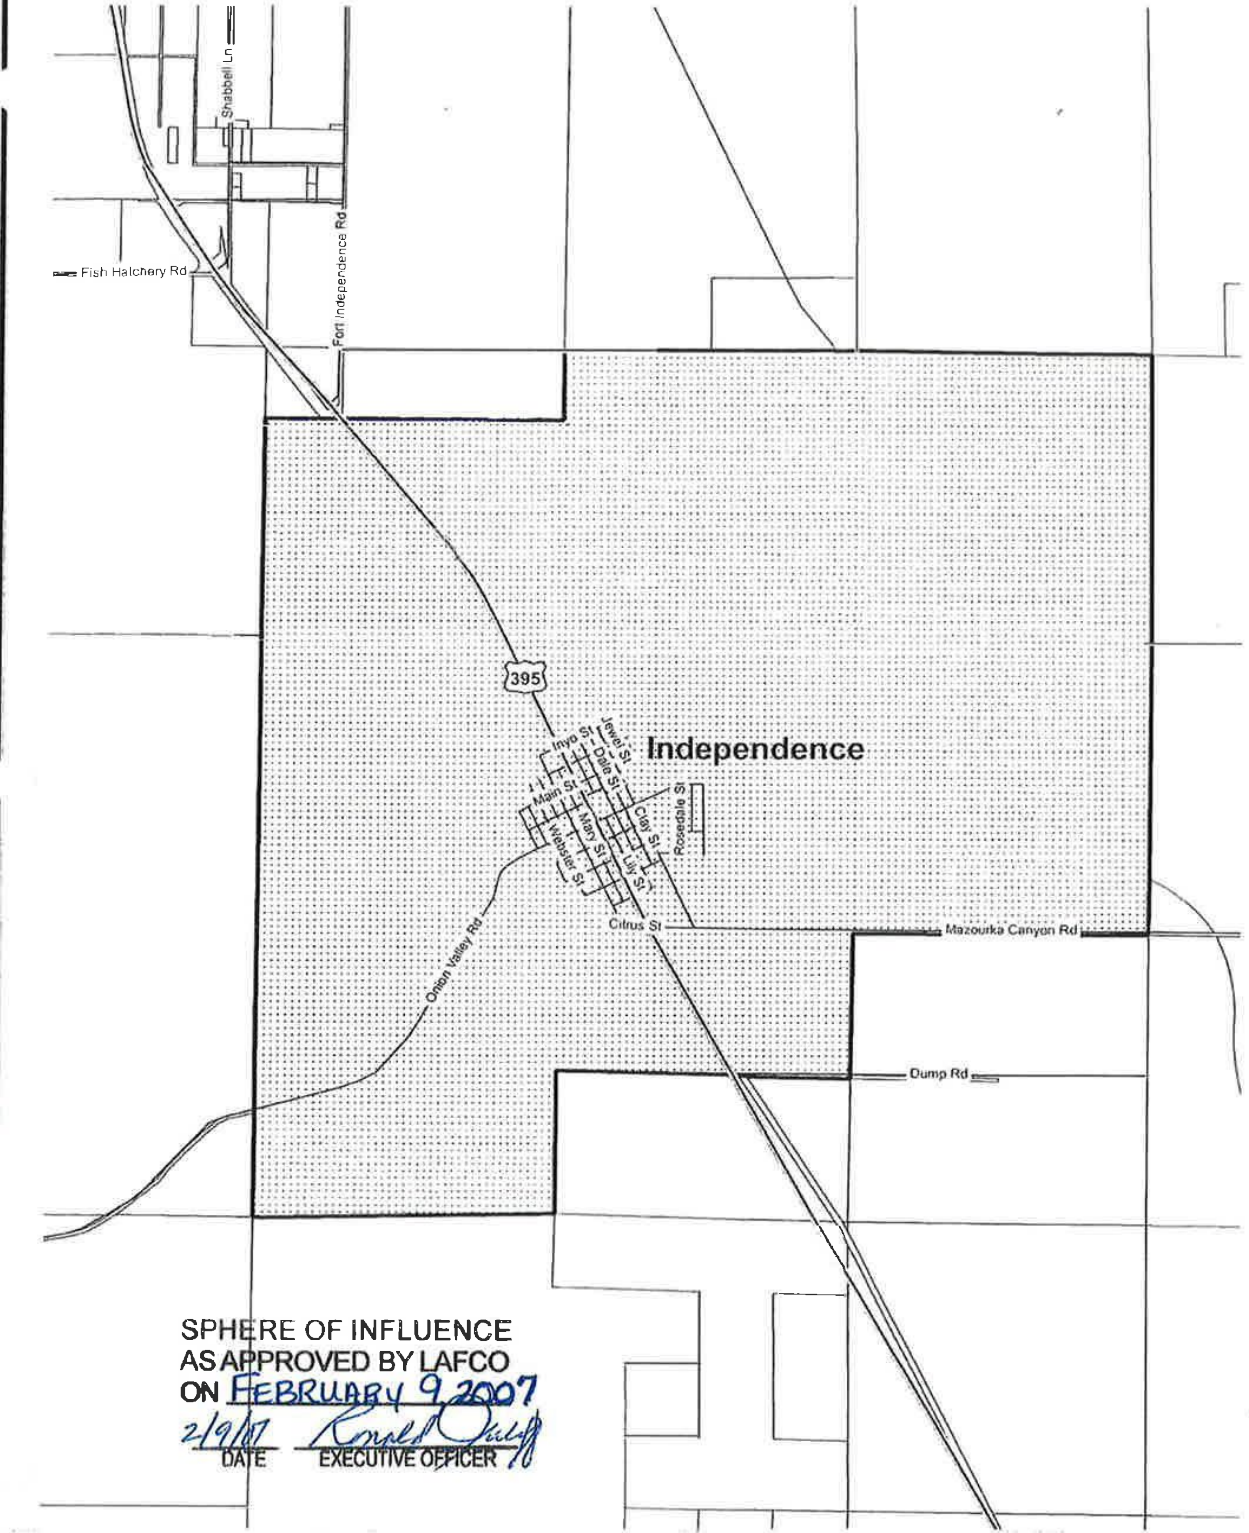 Shabbell Ln
Fish Hatchery Rd
Fort Independence Rd
395
Independence
Jewel St
Inyo St
Dale St
Main St
Rosedale St
Clay St
Mary St
Webster St
Lily St
Citrus St
Mazourka Canyon Rd
Onion Valley Rd
Dump Rd
SPHERE OF INFLUENCE
AS APPROVED BY LAFCO
ON FEBRUARY 9, 2007
2/9/07
DATE EXECUTIVE OFFICER